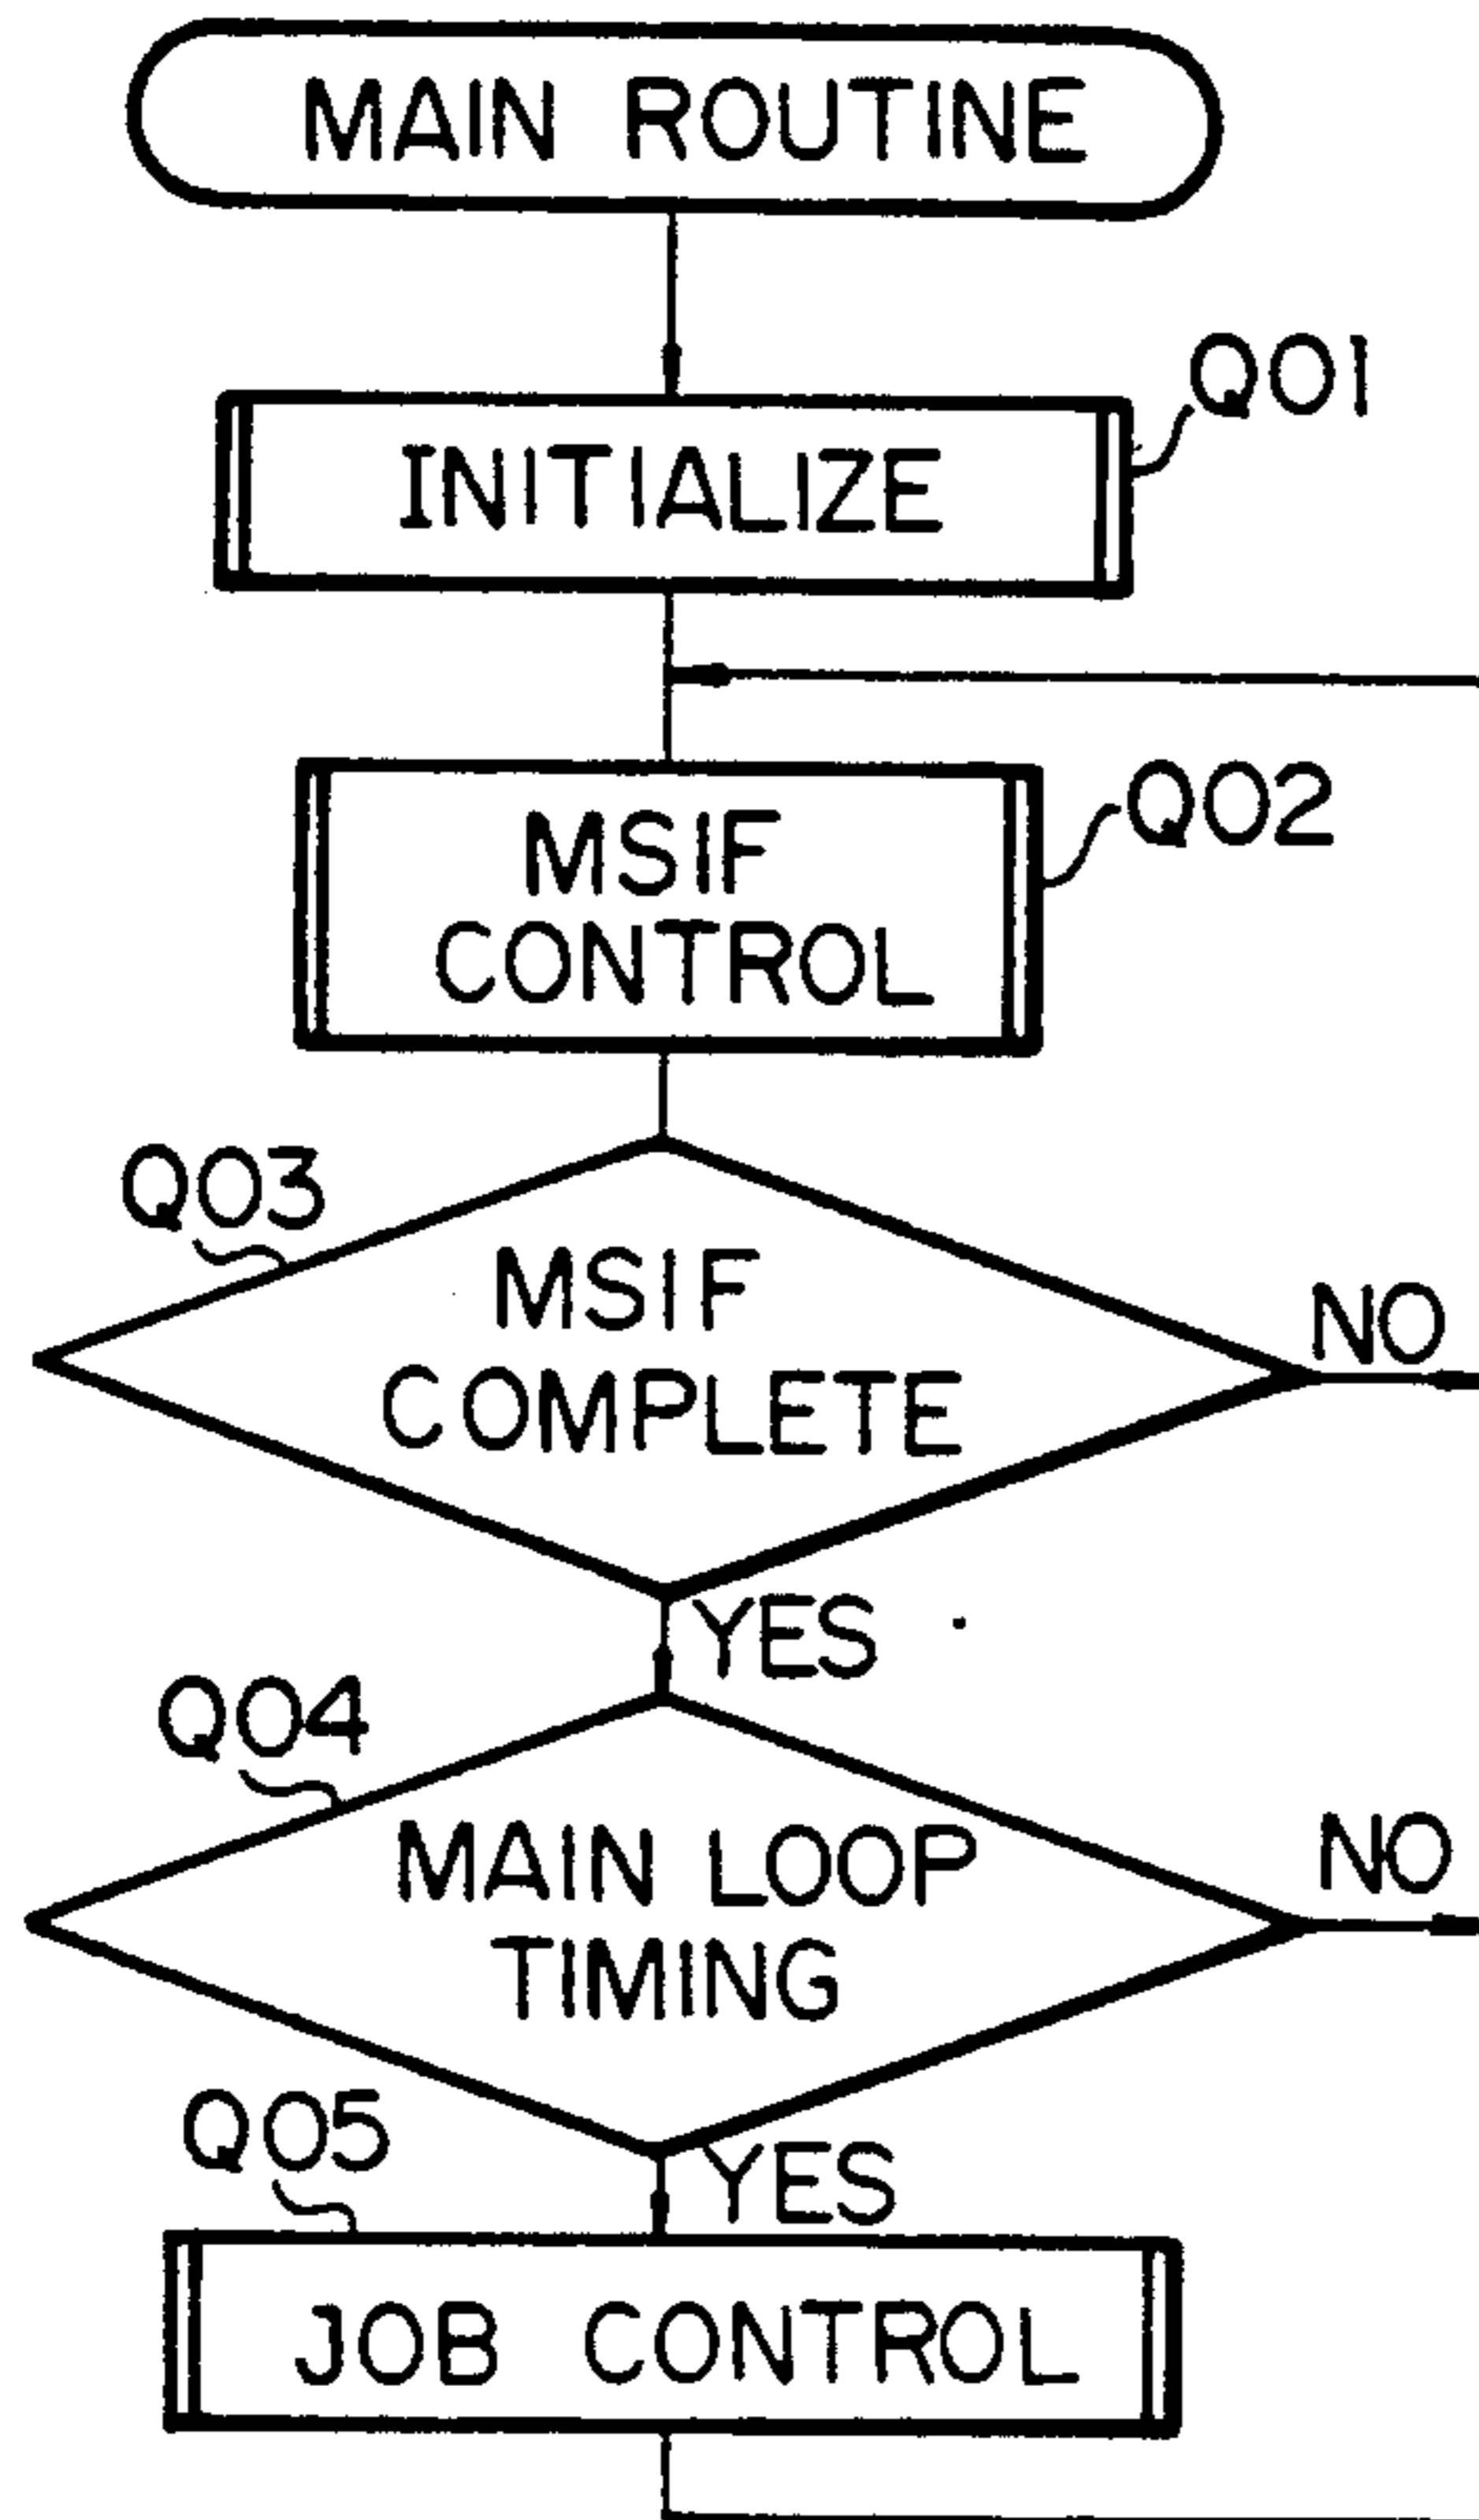 MAIN ROUTINE
Q01
INITIALIZE
Q02
MSIF
CONTROL
Q03
MSIF
COMPLETE
NO
YES
Q04
MAIN LOOP
TIMING
NO
YES
Q05
JOB CONTROL